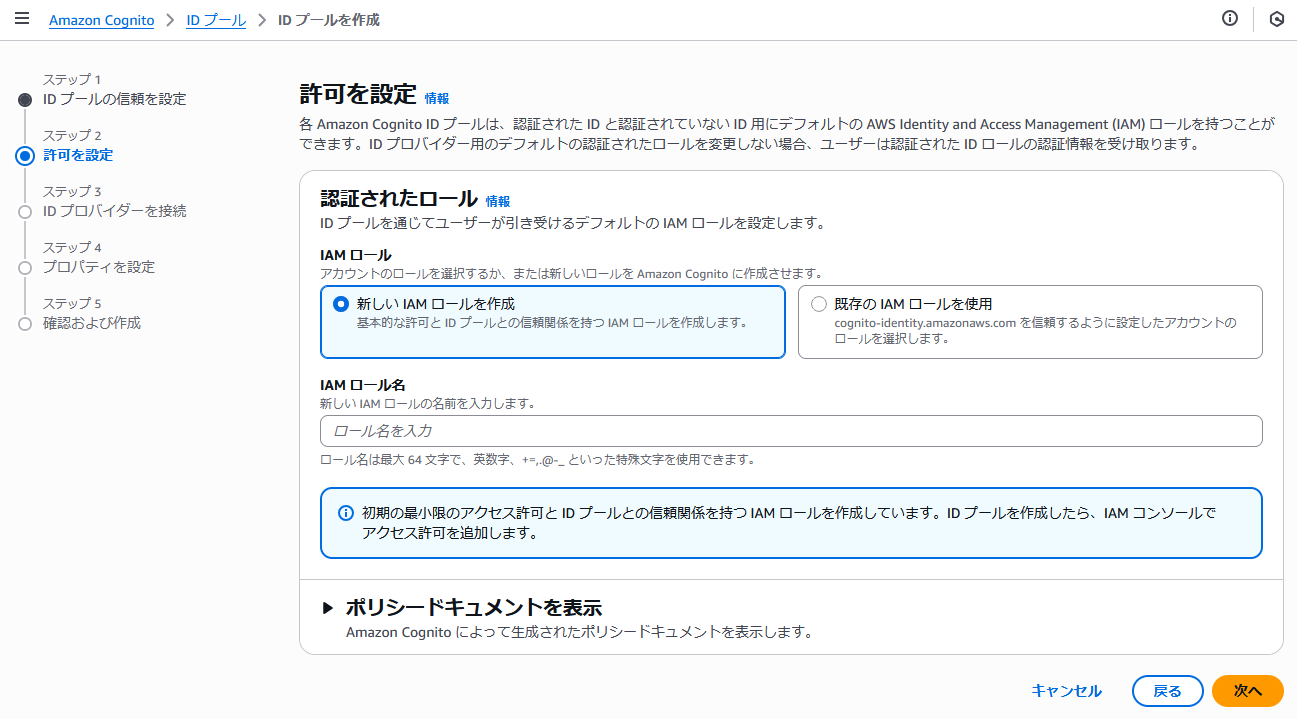 Amazon Cognito > ID プール > ID プールを作成
ステップ 1
ID プールの信頼を設定
ステップ 2
許可を設定
ステップ 3
ID プロバイダーを接続
ステップ 4
プロパティを設定
ステップ 5
確認および作成
許可を設定 情報
各 Amazon Cognito ID プールは、認証された ID と認証されていない ID 用にデフォルトの AWS Identity and Access Management (IAM) ロールを持つことが
できます。ID プロバイダー用のデフォルトの認証されたロールを変更しない場合、ユーザーは認証された ID ロールの認証情報を受け取ります。
認証されたロール 情報
ID プールを通じてユーザーが引き受けるデフォルトの IAM ロールを設定します。
IAM ロール
アカウントのロールを選択するか、または新しいロールを Amazon Cognito に作成させます。
新しい IAM ロールを作成
基本的な許可と ID プールとの信頼関係を持つ IAM ロールを作成します。
既存の IAM ロールを使用
cognito-identity.amazonaws.com を信頼するように設定したアカウントの
ロールを選択します。
IAM ロール名
新しい IAM ロールの名前を入力します。
ロール名を入力
ロール名は最大 64 文字で、英数字、+=,.@-_ といった特殊文字を使用できます。
初期の最小限のアクセス許可と ID プールとの信頼関係を持つ IAM ロールを作成しています。ID プールを作成したら、IAM コンソールで
アクセス許可を追加します。
ポリシードキュメントを表示
Amazon Cognito によって生成されたポリシードキュメントを表示します。
キャンセル 戻る 次へ